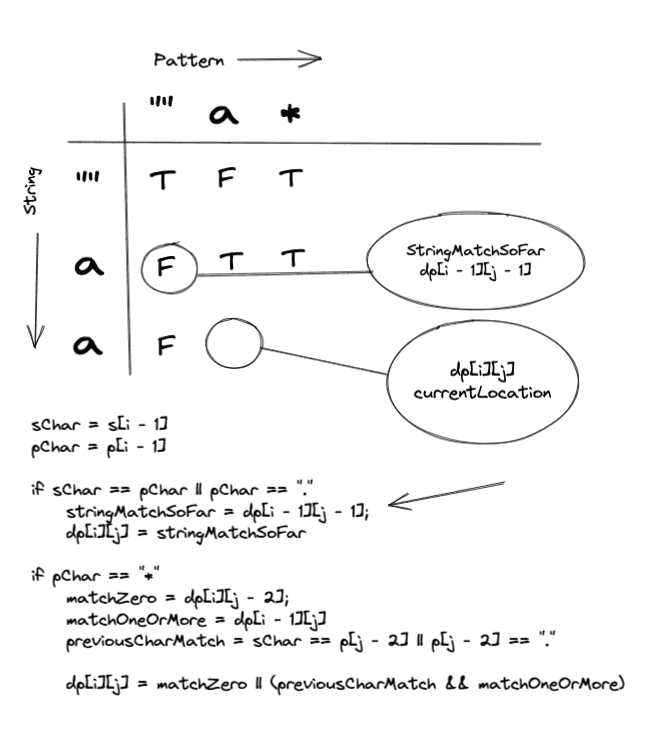 Pattern
"" a *
String
"" T F T
a F T T
StringMatchSoFar
dp[i - 1][j - 1]
a F
dp[i][j]
currentLocation
sChar = s[i - 1]
pChar = p[i - 1]
if sChar == pChar || pChar == "."
stringMatchSoFar = dp[i - 1][j - 1];
dp[i][j] = stringMatchSoFar
if pChar == "*"
matchZero = dp[i][j - 2];
matchOneOrMore = dp[i - 1][j]
previousCharMatch = sChar == p[j - 2] || p[j - 2] == "."
dp[i][j] = matchZero || (previousCharMatch && matchOneOrMore)